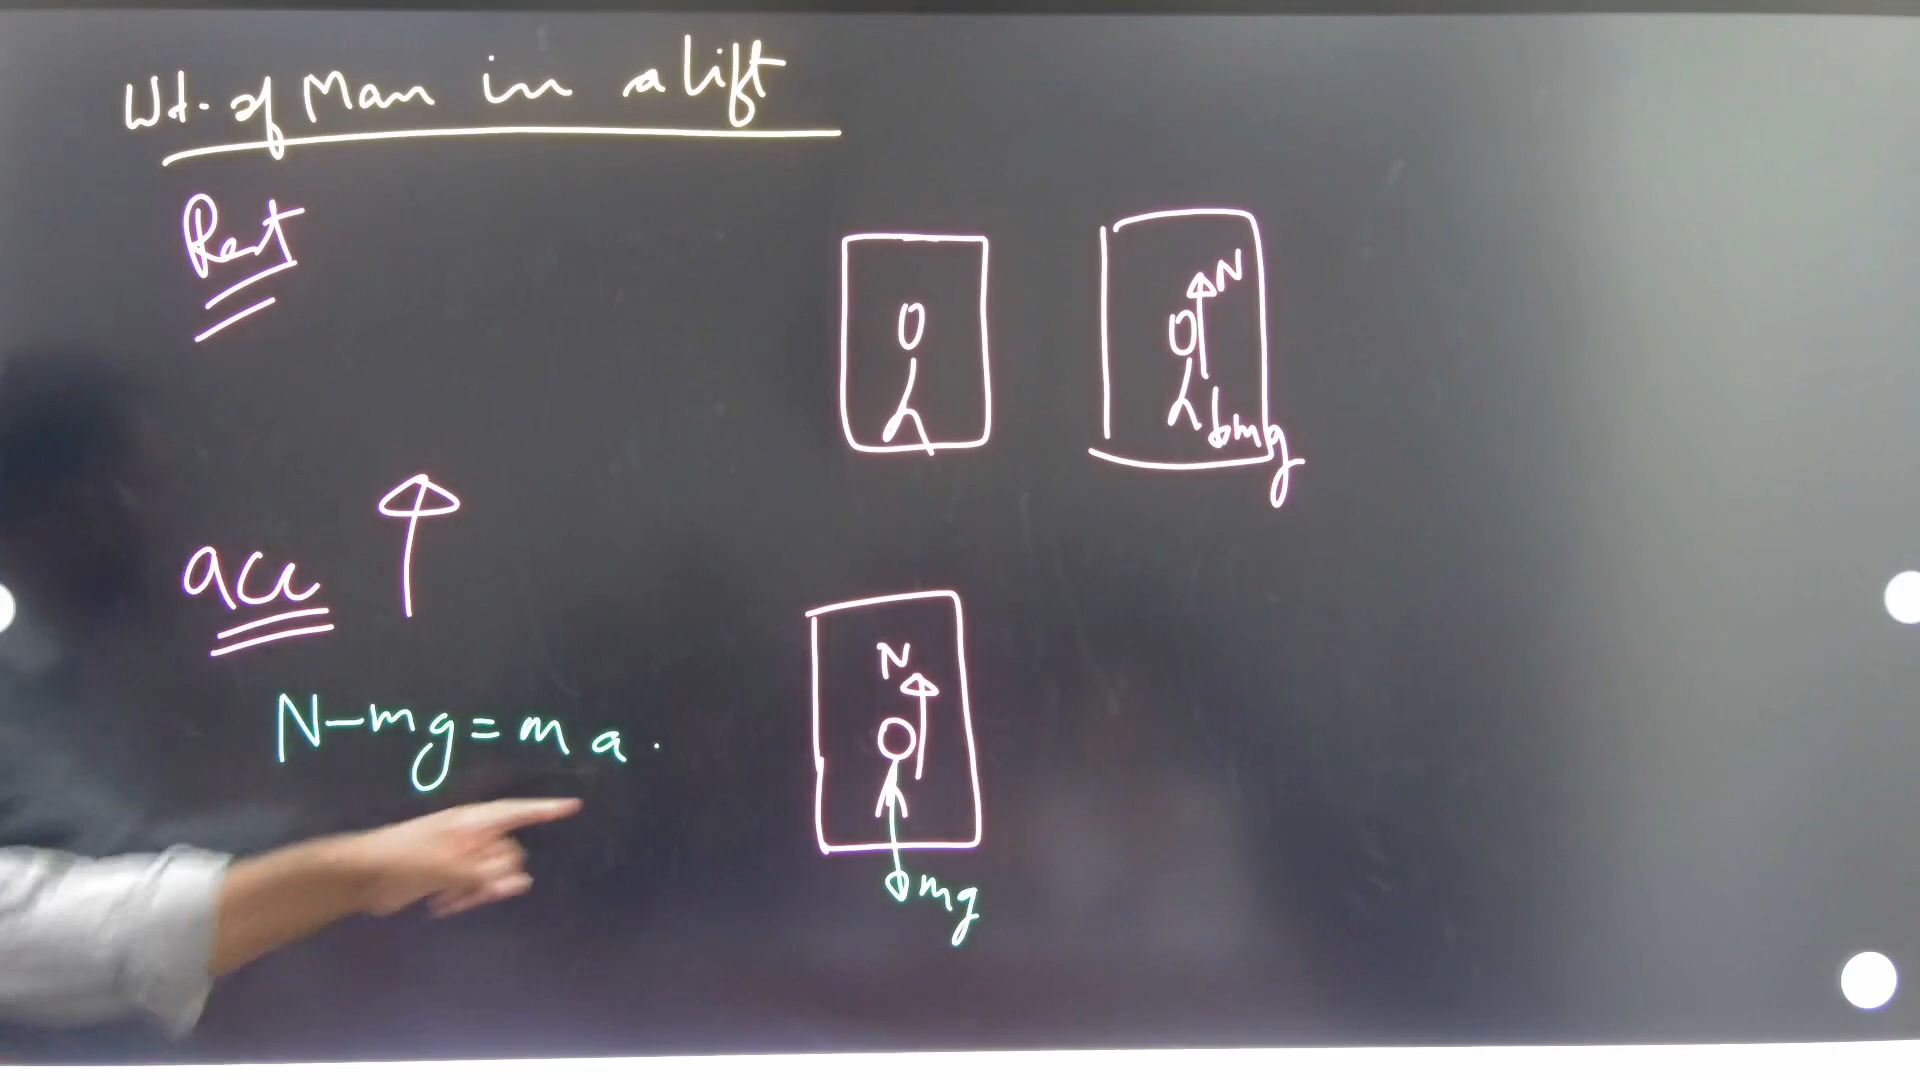 Wt. of Man in a lift
Rest
N
mg
acc
N
N-mg=ma.
mg